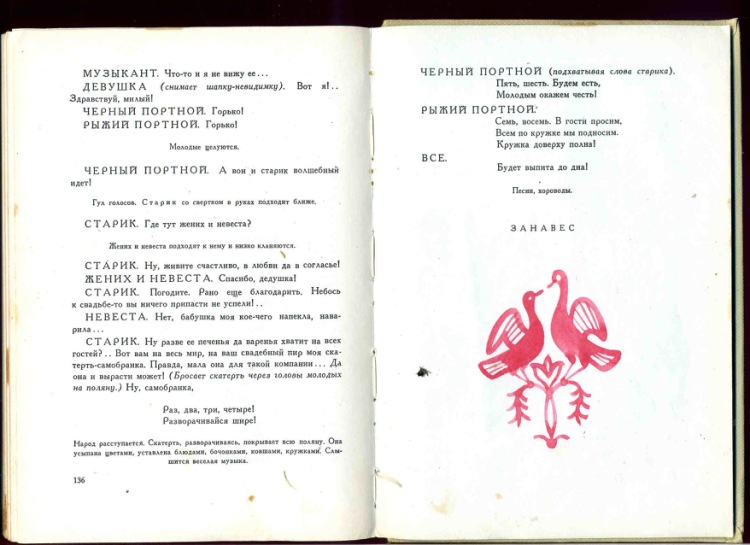 МУЗЫКАНТ. Что-то и я не вижу ее...
ДЕВУШКА (снимает шапку-невидимку). Вот я!..
Здравствуй, милый!
ЧЕРНЫЙ ПОРТНОЙ. Горько!
РЫЖИЙ ПОРТНОЙ. Горько!
Молодые целуются.
ЧЕРНЫЙ ПОРТНОЙ. А вон и старик волшебный
идет!
Гул голосов. Старик со свертком в руках подходит ближе.
СТАРИК. Где тут жених и невеста?
Жених и невеста подходят к нему и низко кланяются.
СТАРИК. Ну, живите счастливо, в любви да в согласье!
ЖЕНИХ И НЕВЕСТА. Спасибо, дедушка!
СТАРИК. Погодите. Рано еще благодарить. Небось
к свадьбе-то вы ничего припасти не успели!..
НЕВЕСТА. Нет, бабушка моя кое-чего напекла, нава-
рила...
СТАРИК. Ну разве ее печенья да варенья хватит на всех
гостей?.. Вот вам на весь мир, на ваш свадебный пир моя ска-
терть-самобранка. Правда, мала она для такой компании... Да
она и вырасти может! (Бросает скатерть через головы молодых
на поляну.) Ну, самобранка,
Раз, два, три, четыре!
Разворачивайся шире!
Народ расступается. Скатерть, разворачиваясь, покрывает всю поляну. Она
усыпана цветами, уставлена блюдами, бочонками, ковшами, кружками. Слы-
шится веселая музыка.
136
ЧЕРНЫЙ ПОРТНОЙ (подхватывая слова старика).
Пять, шесть. Будем есть,
Молодым окажем честь!
РЫЖИЙ ПОРТНОЙ.
Семь, восемь. В гости просим,
Всем по кружке мы подносим.
Кружка доверху полна!
ВСЕ.
Будет выпита до дна!
Песни, хороводы.
ЗАНАВЕС